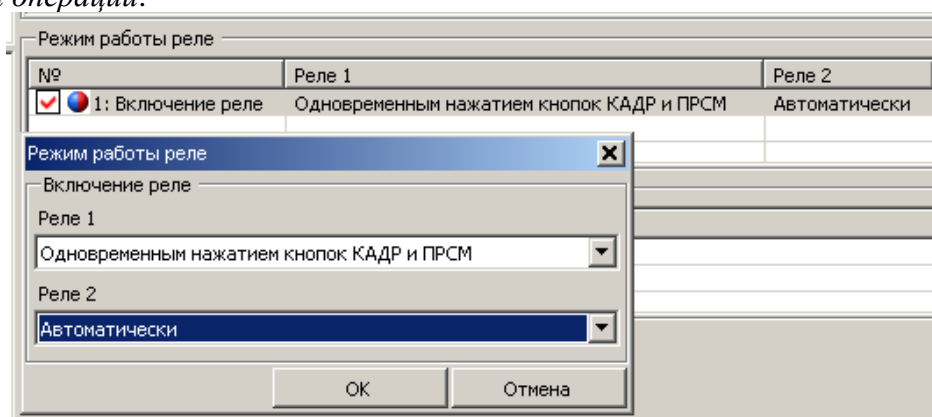 операций.
Режим работы реле
№ Реле 1 Реле 2
1: Включение реле Одновременным нажатием кнопок КАДР и ПРСМ Автоматически
Режим работы реле
Включение реле
Реле 1
Одновременным нажатием кнопок КАДР и ПРСМ
Реле 2
Автоматически
OK Отмена